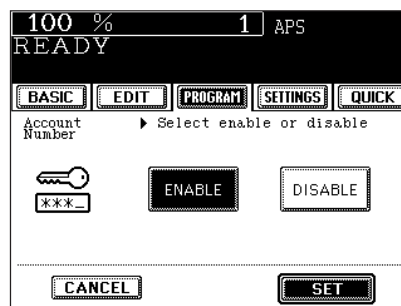 100 % 1 APS
READY
BASIC EDIT PROGRAM SETTINGS QUICK
Account ▶ Select enable or disable
Number
***_
ENABLE DISABLE
CANCEL SET